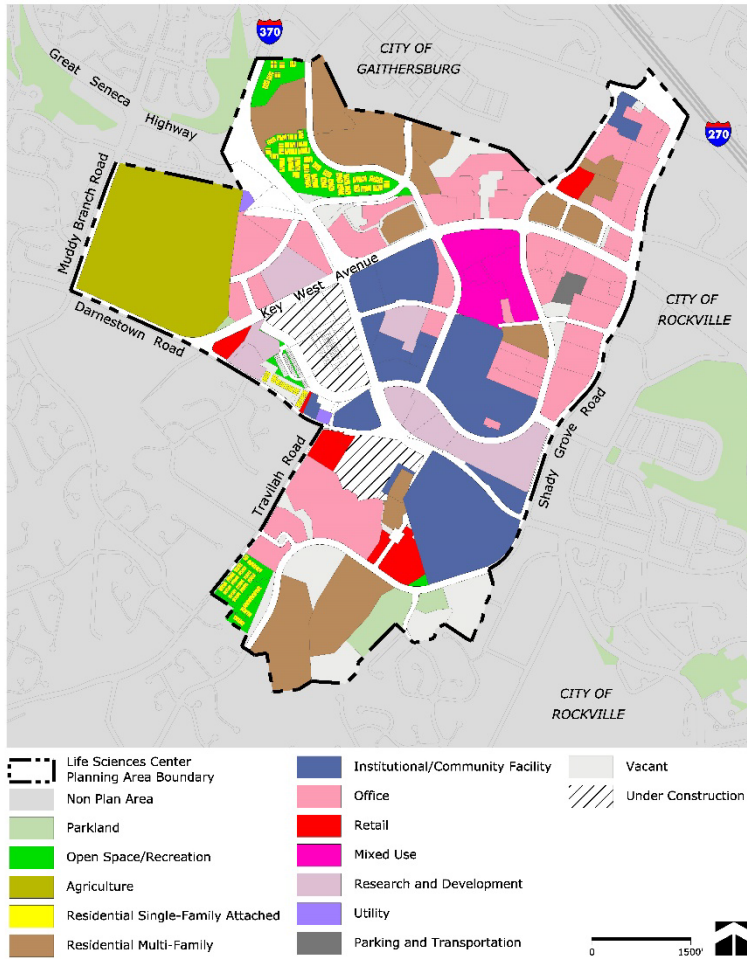 370
CITY OF
GAITHERSBURG
Great Seneca
Highway
270
Muddy Branch Road
Key West Avenue
CITY OF
ROCKVILLE
Darnestown Road
Shady Grove Road
Travilah Road
CITY OF
ROCKVILLE
Life Sciences Center
Planning Area Boundary
Non Plan Area
Parkland
Open Space/Recreation
Agriculture
Residential Single-Family Attached
Residential Multi-Family
Institutional/Community Facility
Office
Retail
Mixed Use
Research and Development
Utility
Parking and Transportation
Vacant
Under Construction
0 1500'